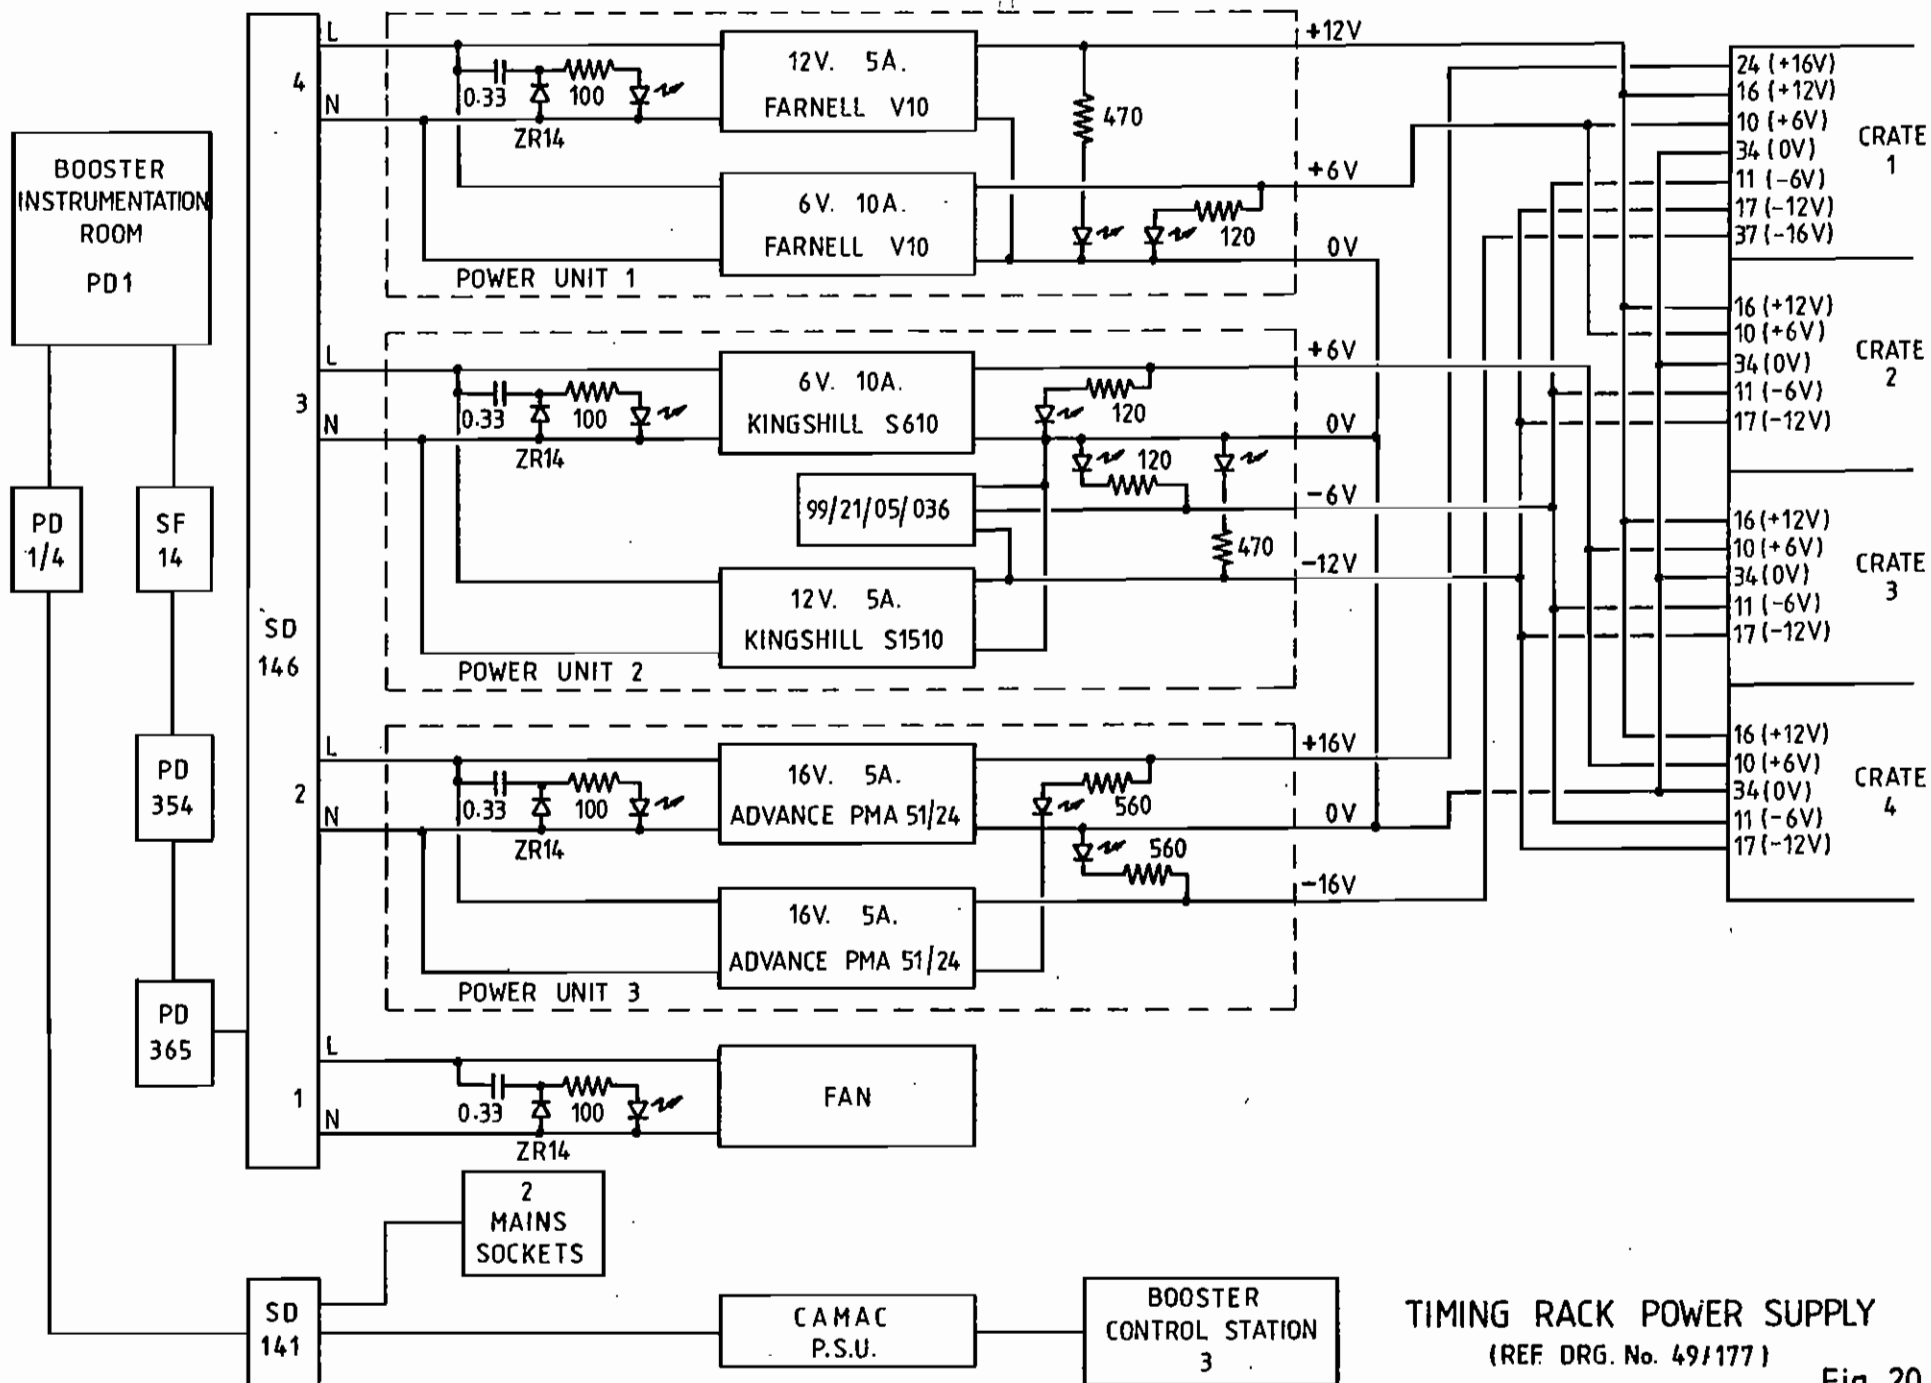 BOOSTER
INSTRUMENTATION
ROOM
PD1
PD
1/4
SF
14
PD
354
PD
365
SD
146
4
3
2
1
L
N
0.33
100
ZR14
12V. 5A.
FARNELL V10
6V. 10A.
FARNELL V10
470
120
+12V
+6V
0V
POWER UNIT 1
L
N
0.33
100
ZR14
6V. 10A.
KINGSHILL S610
99/21/05/036
12V. 5A.
KINGSHILL S1510
120
120
470
+6V
0V
-6V
-12V
POWER UNIT 2
L
N
0.33
100
ZR14
16V. 5A.
ADVANCE PMA 51/24
16V. 5A.
ADVANCE PMA 51/24
560
560
+16V
0V
-16V
POWER UNIT 3
L
N
0.33
100
ZR14
FAN
24 (+16V)
16 (+12V)
10 (+6V)
34 (0V)
11 (-6V)
17 (-12V)
37 (-16V)
CRATE
1
16 (+12V)
10 (+6V)
34 (0V)
11 (-6V)
17 (-12V)
CRATE
2
16 (+12V)
10 (+6V)
34 (0V)
11 (-6V)
17 (-12V)
CRATE
3
16 (+12V)
10 (+6V)
34 (0V)
11 (-6V)
17 (-12V)
CRATE
4
2
MAINS
SOCKETS
SD
141
CAMAC
P.S.U.
BOOSTER
CONTROL STATION
3
TIMING RACK POWER SUPPLY
(REF. DRG. No. 49/177)
Fig. 20